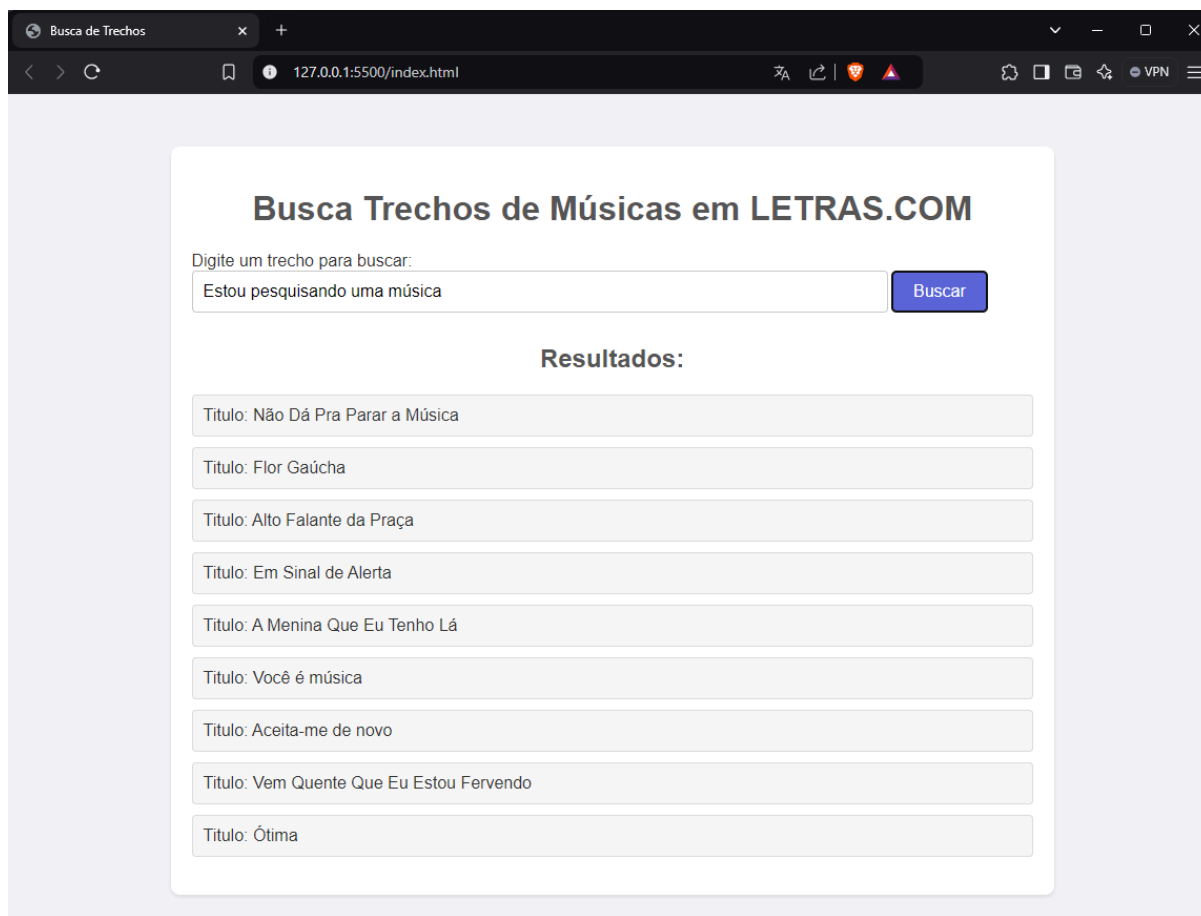 Busca de Trechos
127.0.0.1:5500/index.html
VPN
Busca Trechos de Músicas em LETRAS.COM
Digite um trecho para buscar:
Estou pesquisando uma música
Buscar
Resultados:
Titulo: Não Dá Pra Parar a Música
Titulo: Flor Gaúcha
Titulo: Alto Falante da Praça
Titulo: Em Sinal de Alerta
Titulo: A Menina Que Eu Tenho Lá
Titulo: Você é música
Titulo: Aceita-me de novo
Titulo: Vem Quente Que Eu Estou Fervendo
Titulo: Ótima